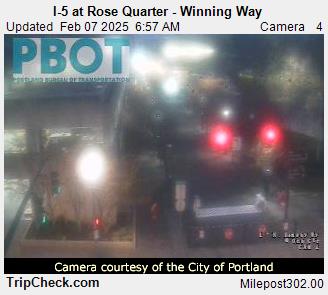 I-5 at Rose Quarter - Winning Way
Updated Feb 07 2025 6:57 AM Camera 4
PBOT
PORTLAND BUREAU OF TRANSPORTATION
Camera courtesy of the City of Portland
TripCheck.com Milepost302.00